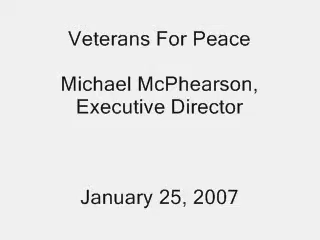 Veterans For Peace
Michael McPhearson,
Executive Director
January 25, 2007